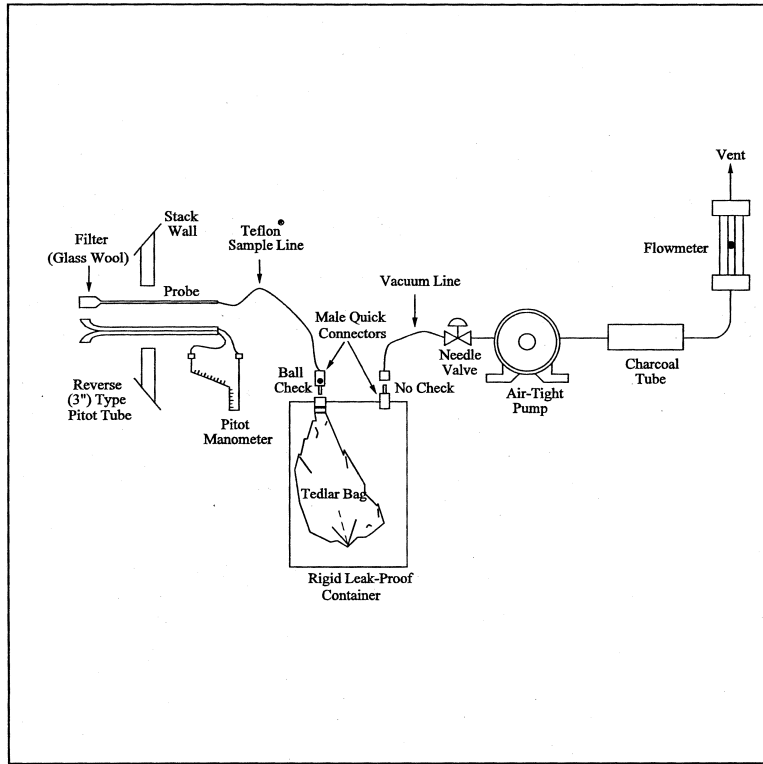 Vent
Flowmeter
Stack
Wall
Teflon®
Sample Line
Filter
(Glass Wool)
Probe
Vacuum Line
Male Quick
Connectors
Needle
Valve
Charcoal
Tube
Ball
Check
No Check
Air-Tight
Pump
Reverse
(3") Type
Pitot Tube
Pitot
Manometer
Tedlar Bag
Rigid Leak-Proof
Container